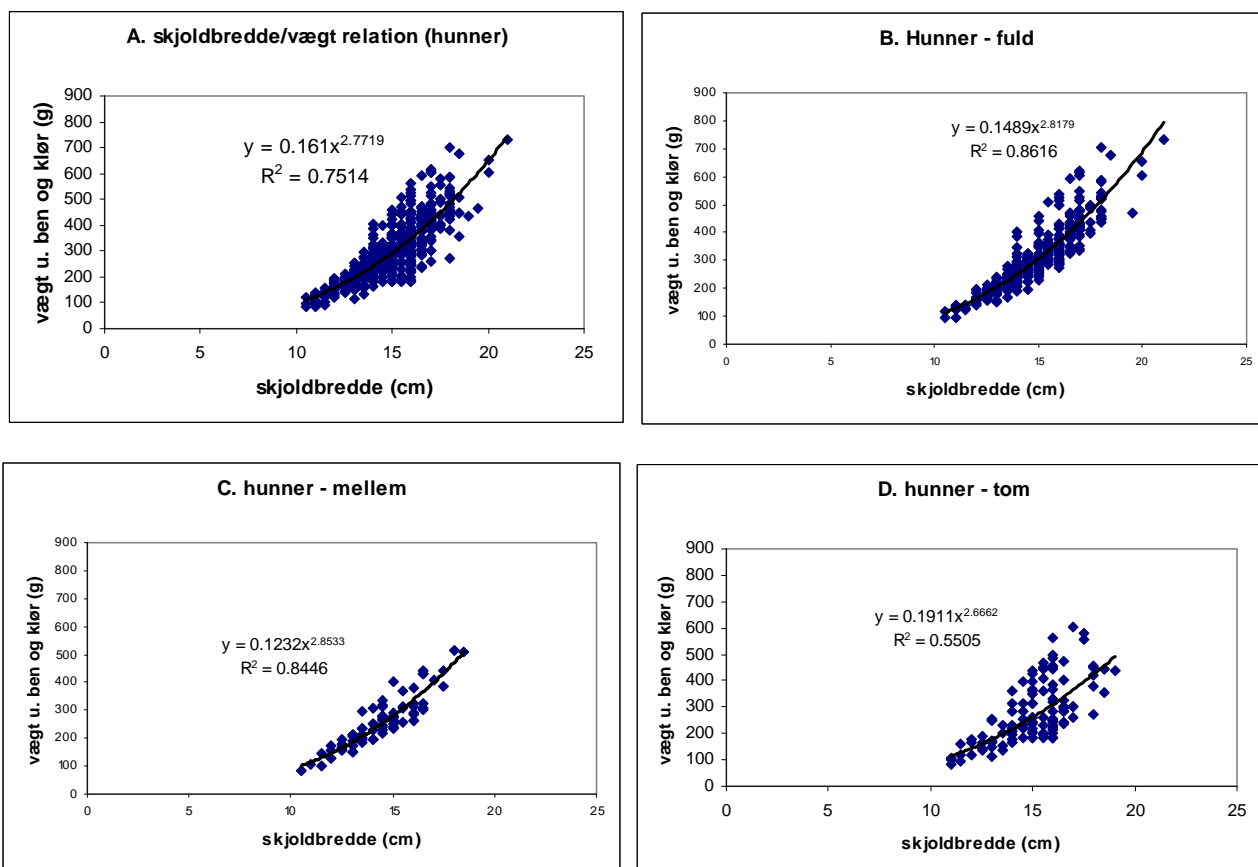 A. skjoldbredde/vægt relation (hunner)
vægt u. ben og klør (g)
900
800
700
600
500
400
300
200
100
0
y = 0.161x^2.7719
R² = 0.7514
0 5 10 15 20 25
skjoldbredde (cm)
B. Hunner - fuld
vægt u. ben og klør (g)
900
800
700
600
500
400
300
200
100
0
y = 0.1489x^2.8179
R² = 0.8616
0 5 10 15 20 25
skjoldbredde (cm)
C. hunner - mellem
vægt u. ben og klør (g)
900
800
700
600
500
400
300
200
100
0
y = 0.1232x^2.8533
R² = 0.8446
0 5 10 15 20 25
skjoldbredde (cm)
D. hunner - tom
vægt u. ben og klør (g)
900
800
700
600
500
400
300
200
100
0
y = 0.1911x^2.6662
R² = 0.5505
0 5 10 15 20 25
skjoldbredde (cm)